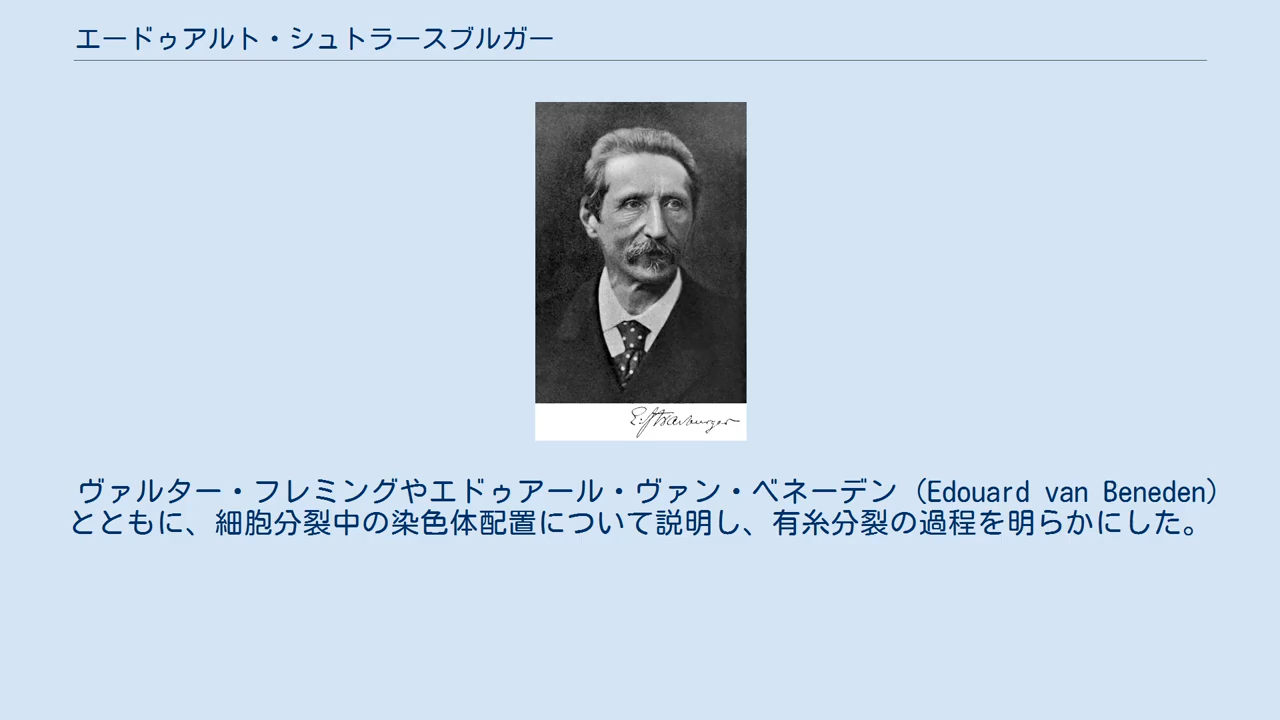 エードゥアルト・シュトラースブルガー
E. Strasburger
ヴァルター・フレミングやエドゥアール・ヴァン・ベネーデン（Edouard van Beneden）
とともに、細胞分裂中の染色体配置について説明し、有糸分裂の過程を明らかにした。